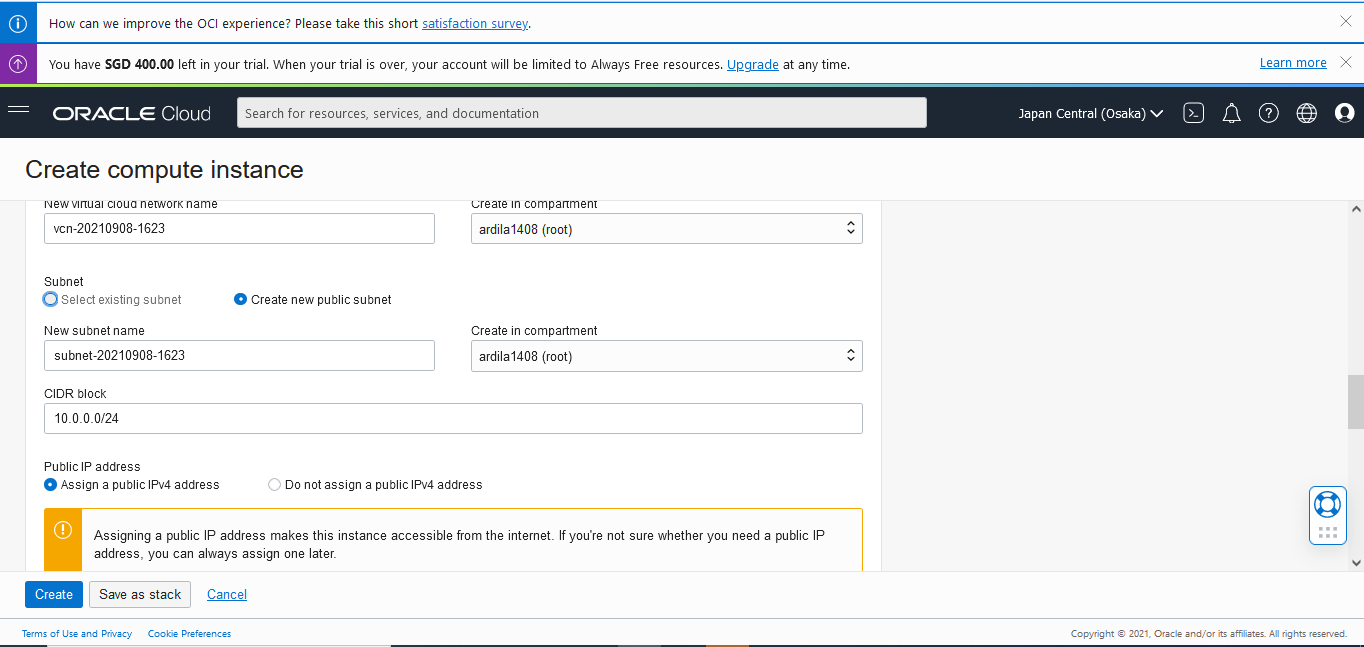 How can we improve the OCI experience? Please take this short satisfaction survey.
You have SGD 400.00 left in your trial. When your trial is over, your account will be limited to Always Free resources. Upgrade at any time.
Learn more
ORACLE Cloud
Search for resources, services, and documentation
Japan Central (Osaka)
Create compute instance
New virtual cloud network name
Create in compartment
vcn-20210908-1623
ardila1408 (root)
Subnet
Select existing subnet
Create new public subnet
New subnet name
Create in compartment
subnet-20210908-1623
ardila1408 (root)
CIDR block
10.0.0.0/24
Public IP address
Assign a public IPv4 address
Do not assign a public IPv4 address
Assigning a public IP address makes this instance accessible from the internet. If you're not sure whether you need a public IP
address, you can always assign one later.
Create
Save as stack
Cancel
Terms of Use and Privacy
Cookie Preferences
Copyright © 2021, Oracle and/or its affiliates. All rights reserved.